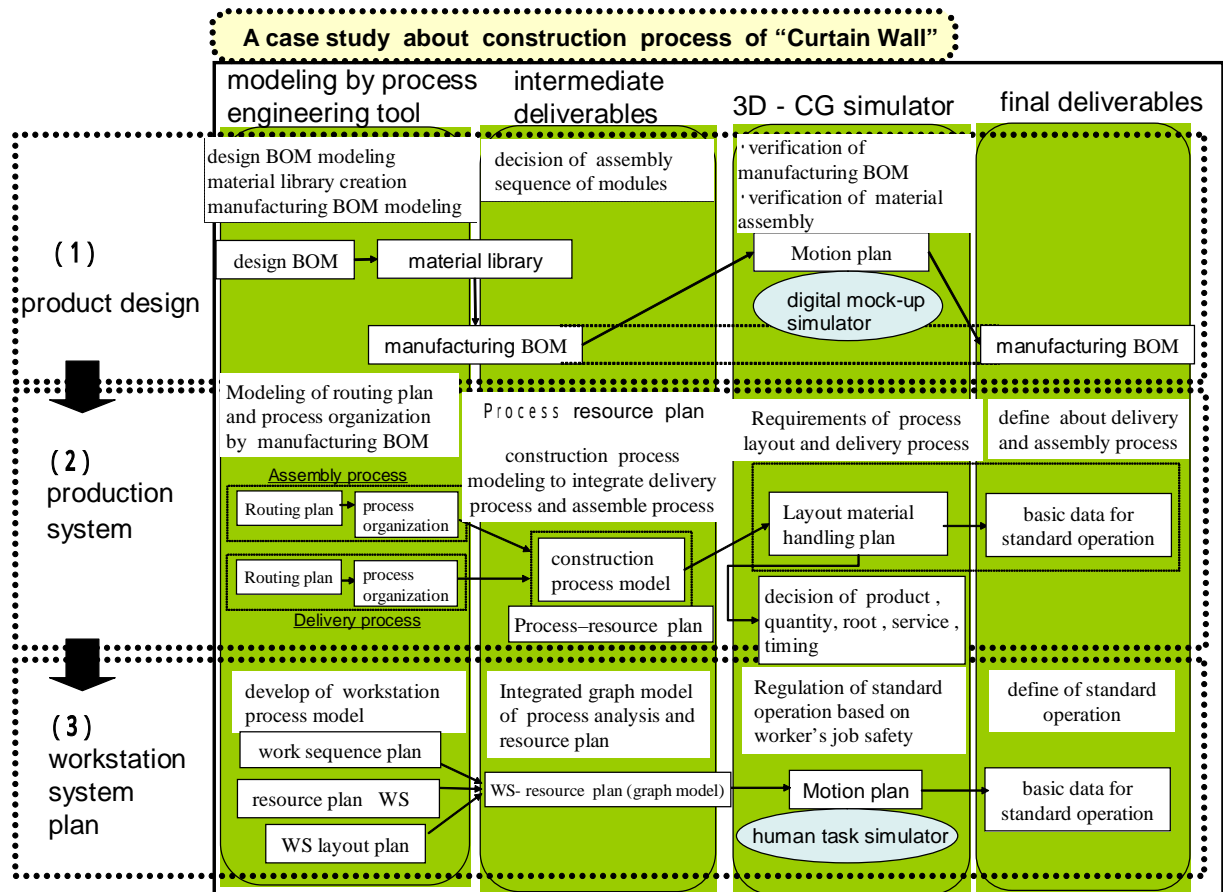 A case study about construction process of “Curtain Wall”
modeling by process
engineering tool
intermediate
deliverables
3D - CG simulator
final deliverables
(1)
product design
design BOM modeling
material library creation
manufacturing BOM modeling
decision of assembly
sequence of modules
・verification of
manufacturing BOM
・verification of material
assembly
design BOM
material library
manufacturing BOM
Motion plan
digital mock-up
simulator
manufacturing BOM
(2)
production
system
Modeling of routing plan
and process organization
by manufacturing BOM
Process resource plan
construction process
modeling to integrate delivery
process and assemble process
Requirements of process
layout and delivery process
define about delivery
and assembly process
Assembly process
Routing plan
process
organization
Routing plan
process
organization
Delivery process
construction
process model
Process–resource plan
Layout material
handling plan
basic data for
standard operation
decision of product ,
quantity, root , service ,
timing
(3)
workstation
system
plan
develop of workstation
process model
Integrated graph model
of process analysis and
resource plan
Regulation of standard
operation based on
worker’s job safety
define of standard
operation
work sequence plan
resource plan WS
WS layout plan
WS- resource plan (graph model)
Motion plan
human task simulator
basic data for
standard operation